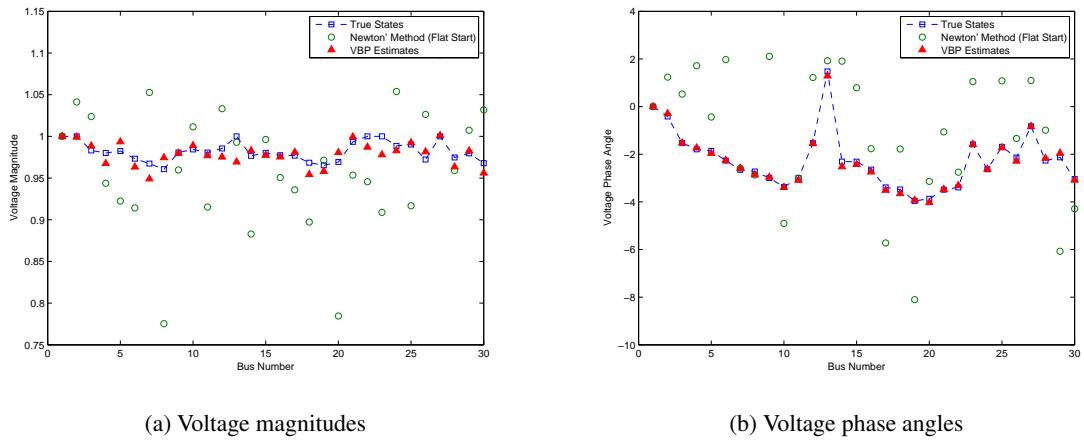 1.15
1.1
1.05
1
0.95
0.9
0.85
0.8
0.75
0
5
10
15
20
25
30
Voltage Magnitude
Bus Number
True States
Newton' Method (Flat Start)
VBP Estimates
(a) Voltage magnitudes
4
2
0
−2
−4
−6
−8
−10
0
5
10
15
20
25
30
Voltage Phase Angle
Bus Number
True States
Newton' Method (Flat Start)
VBP Estimates
(b) Voltage phase angles